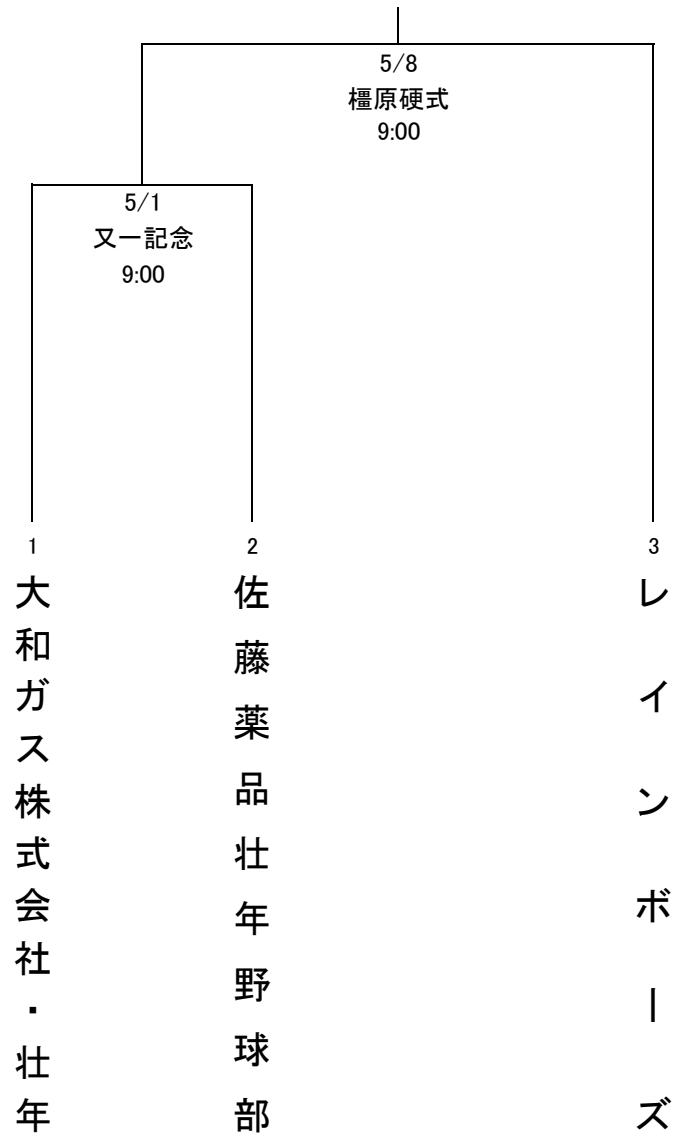 5/8
橿原硬式
9:00
5/1
又一記念
9:00
1
2
3
大和ガス株式会社・壮年
佐藤薬品壮年野球部
レインボーズ